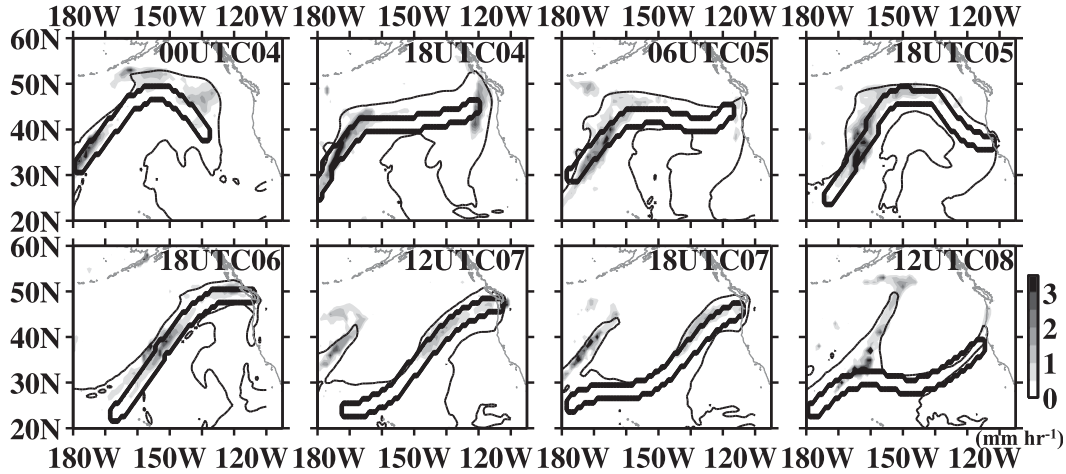 180W 150W 120W 180W 150W 120W 180W 150W 120W 180W 150W 120W
60N 00UTC04 18UTC04 06UTC05 18UTC05
50N
40N
30N
20N
60N 18UTC06 12UTC07 18UTC07 12UTC08
50N
40N
30N
20N
3
2
1
0
(mm hr-1)
180W 150W 120W 180W 150W 120W 180W 150W 120W 180W 150W 120W